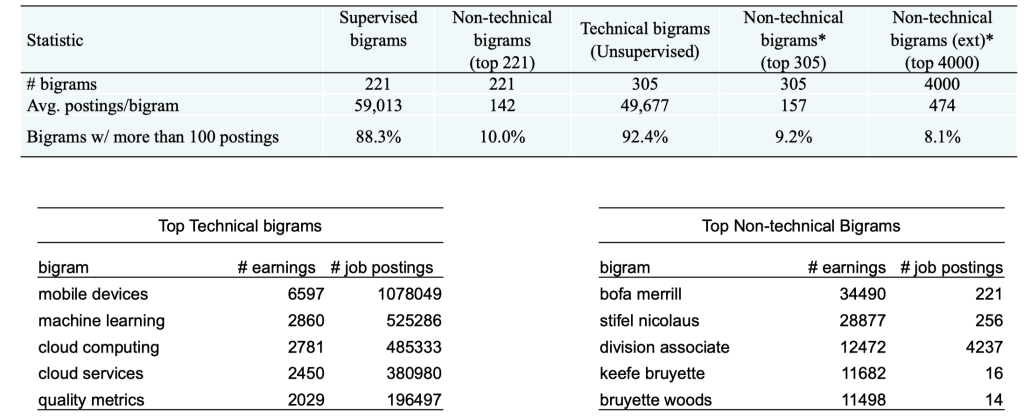 Statistic Supervised bigrams Non-technical bigrams (top 221) Technical bigrams (Unsupervised) Non-technical bigrams* (top 305) Non-technical bigrams (ext)* (top 4000)
# bigrams 221 221 305 305 4000
Avg. postings/bigram 59,013 142 49,677 157 474
Bigrams w/ more than 100 postings 88.3% 10.0% 92.4% 9.2% 8.1%
Top Technical bigrams
bigram # earnings # job postings
mobile devices 6597 1078049
machine learning 2860 525286
cloud computing 2781 485333
cloud services 2450 380980
quality metrics 2029 196497
Top Non-technical Bigrams
bigram # earnings # job postings
bofa merrill 34490 221
stifel nicolaus 28877 256
division associate 12472 4237
keefe bruyette 11682 16
bruyette woods 11498 14